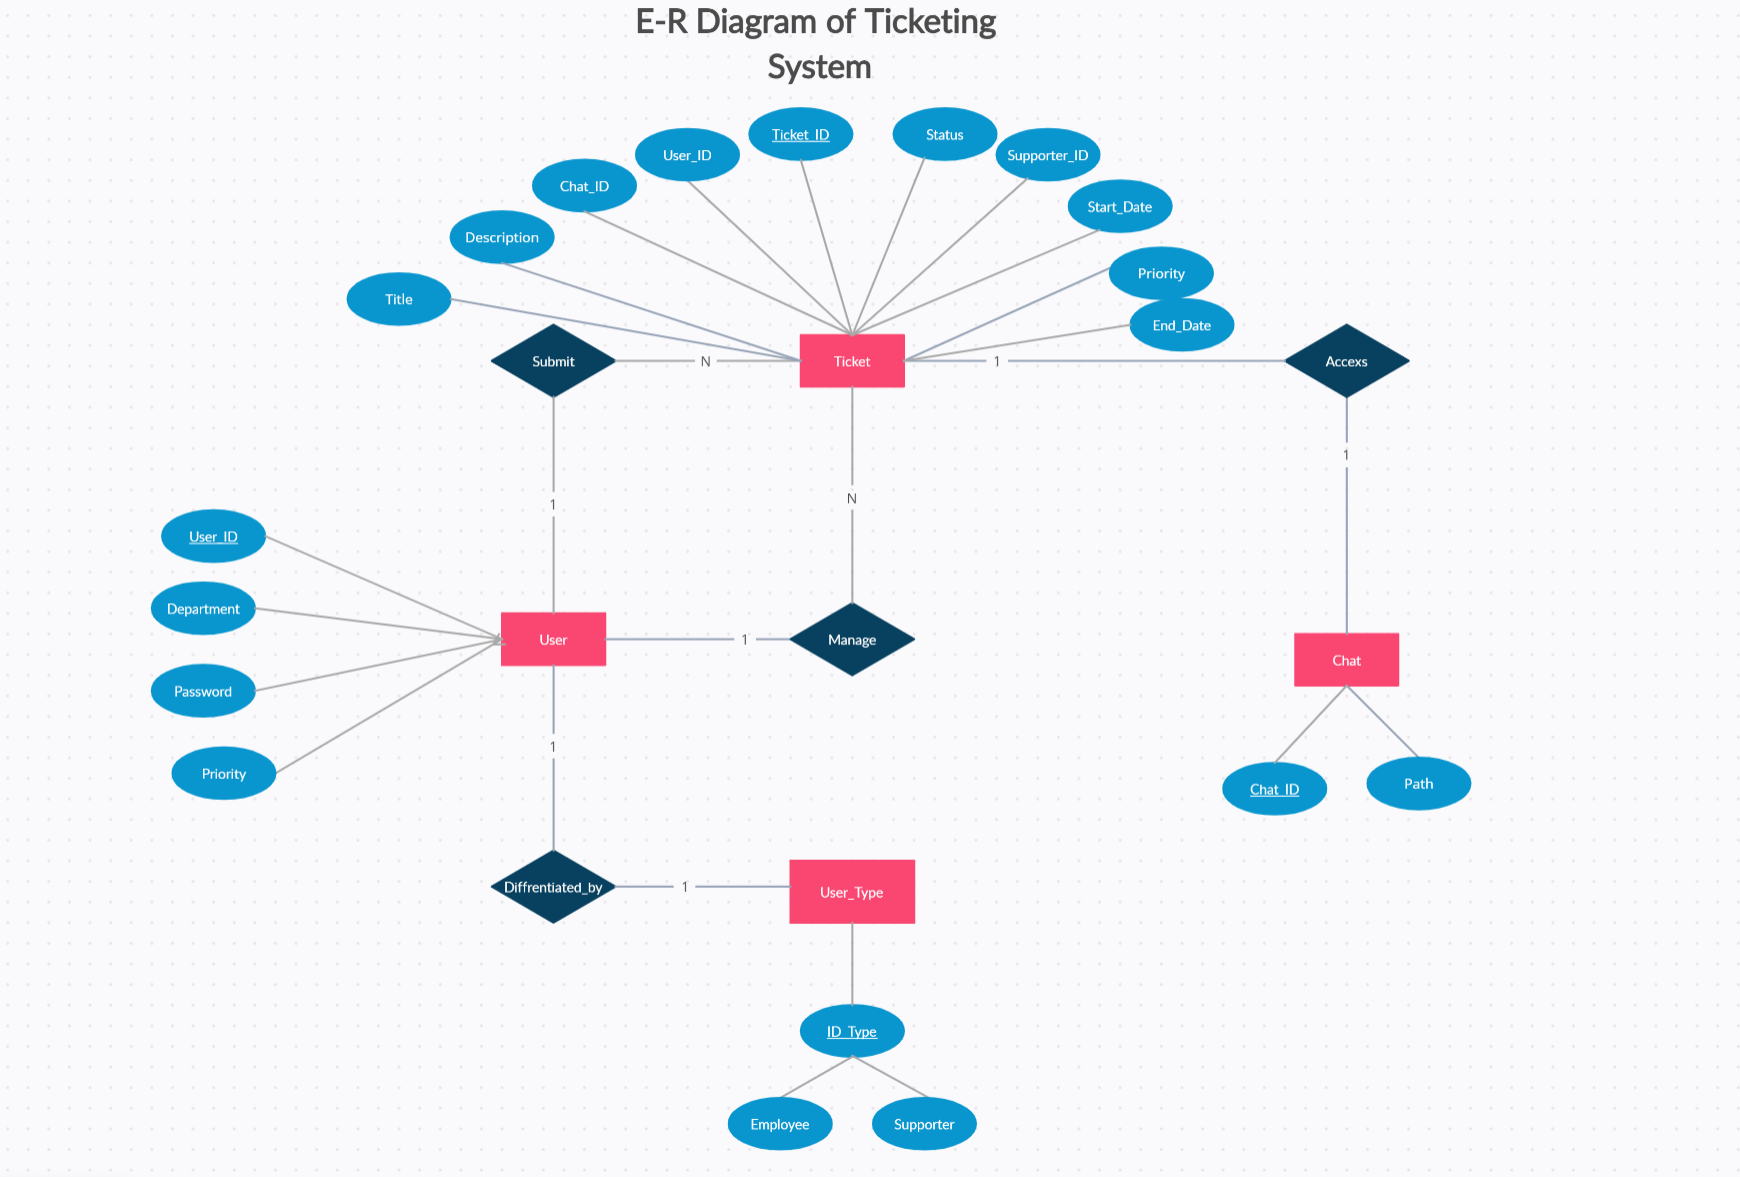 E-R Diagram of Ticketing
System
Ticket_ID
Status
User_ID
Supporter_ID
Chat_ID
Start_Date
Description
Priority
Title
End_Date
Submit
N
Ticket
1
Accexs
1
N
1
User_ID
Department
User
1
Manage
Chat
Password
1
Priority
Chat_ID
Path
Diffrentiated_by
1
User_Type
ID_Type
Employee
Supporter